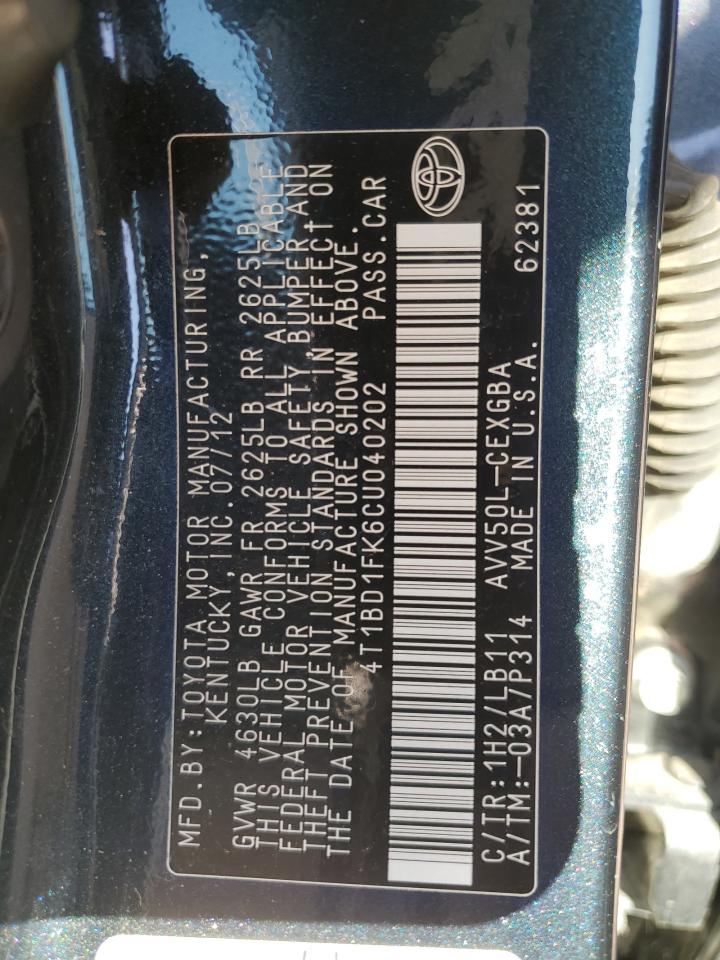 MFD.BY:TOYOTA MOTOR MANUFACTURING,
KENTUCKY, INC. 07/12
GVWR 4630LB GAWR FR 2625LB RR 2625LB
THIS VEHICLE CONFORMS TO ALL APPLICABLE
FEDERAL MOTOR VEHICLE SAFETY, BUMPER AND
THEFT PREVENTION STANDARDS IN EFFECT ON
THE DATE OF MANUFACTURE SHOWN ABOVE.
4T1BD1FK6CU040202 PASS.CAR
C/TR:1H2/LB11 AVV50L-CEXGBA
A/TM:-03A7P314 MADE IN U.S.A. 62381